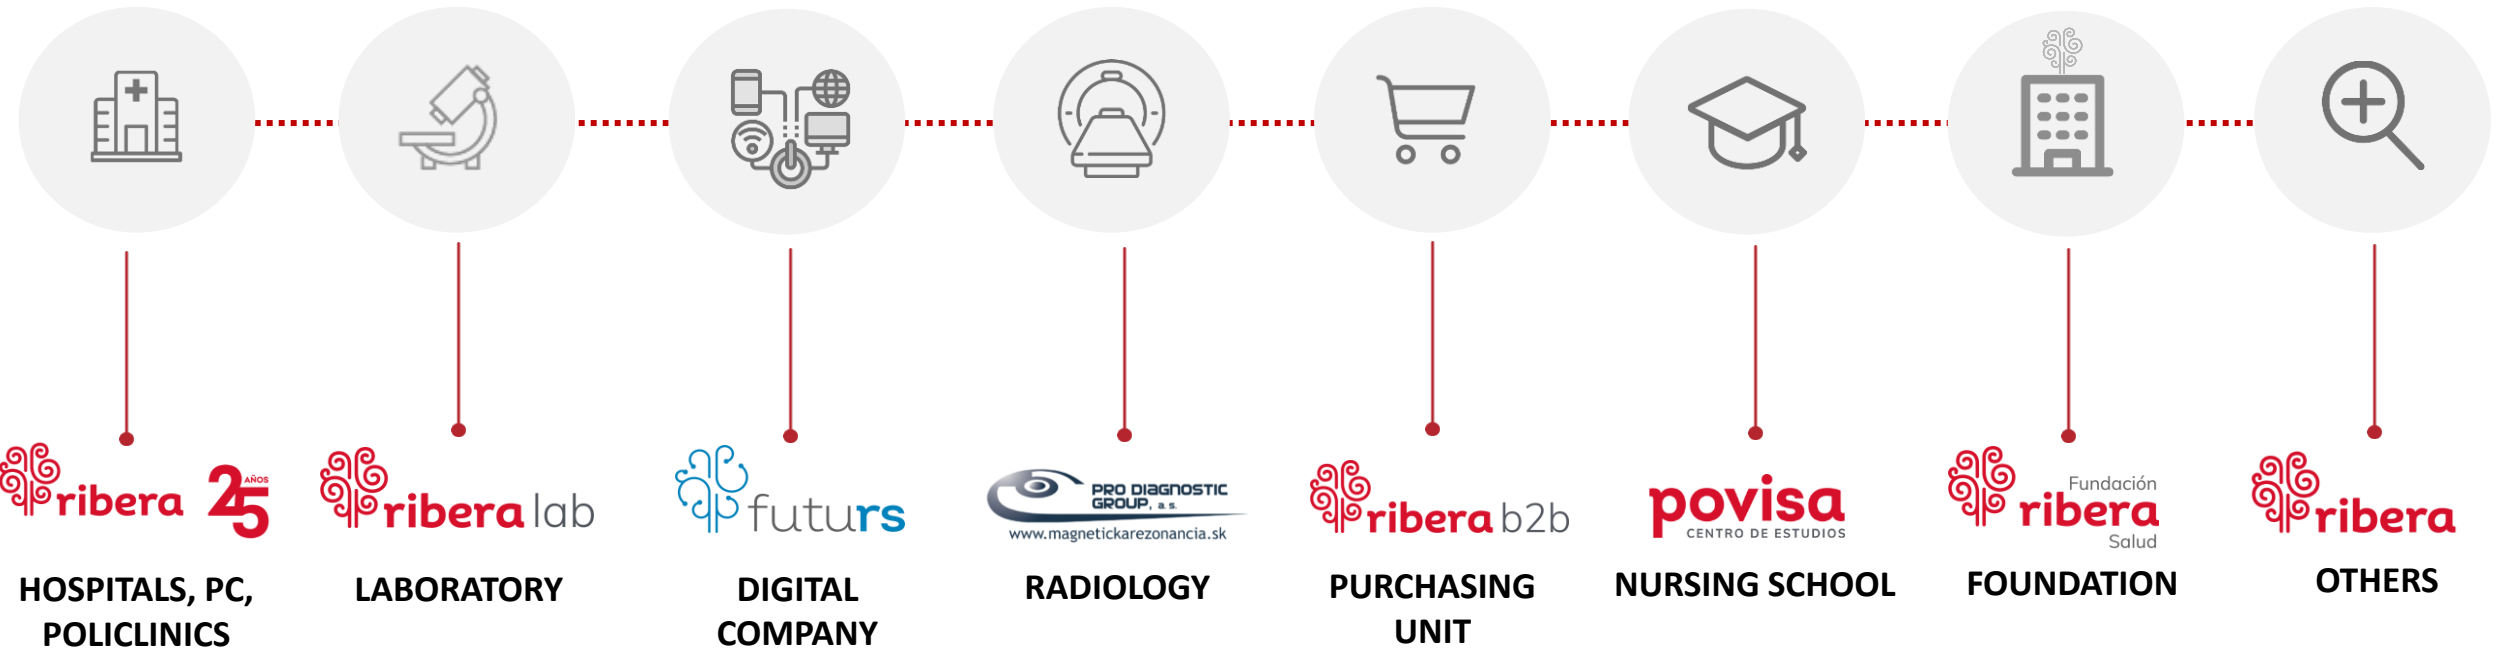 ribera
25 AÑOS
HOSPITALS, PC,
POLICLINICS
ribera lab
LABORATORY
futurs
DIGITAL
COMPANY
PRO DIAGNOSTIC
GROUP, a.s.
www.magnetickarezonancia.sk
RADIOLOGY
ribera b2b
PURCHASING
UNIT
povisa
CENTRO DE ESTUDIOS
NURSING SCHOOL
Fundación
ribera
Salud
FOUNDATION
ribera
OTHERS